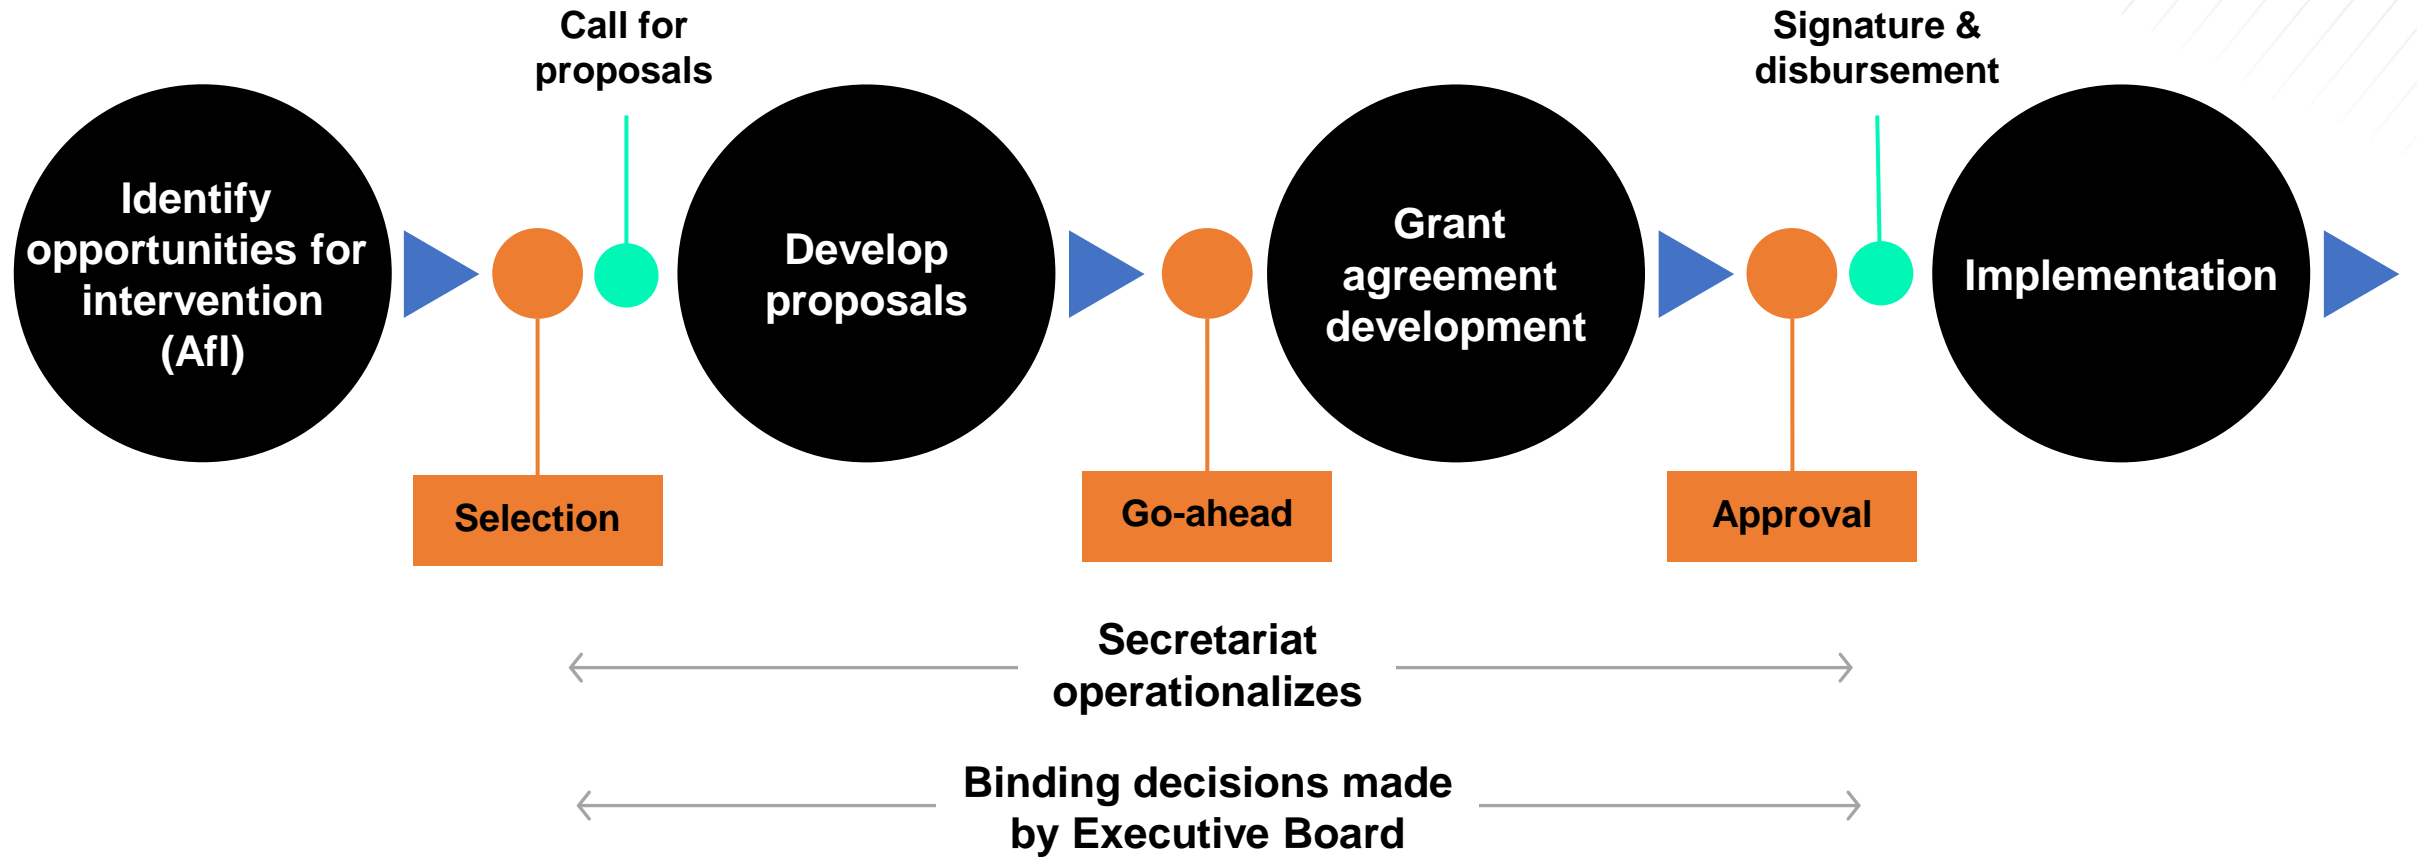 Call for
proposals
Signature &
disbursement
Identify
opportunities for
intervention
(AfI)
Develop
proposals
Grant
agreement
development
Implementation
Selection
Go-ahead
Approval
Secretariat
operationalizes
Binding decisions made
by Executive Board